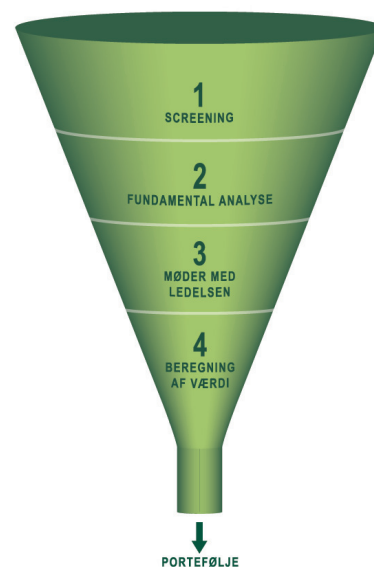 1
SCREENING
2
FUNDAMENTAL ANALYSE
3
MØDER MED
LEDELSEN
4
BEREGNING
AF VÆRDI
PORTEFØLJE